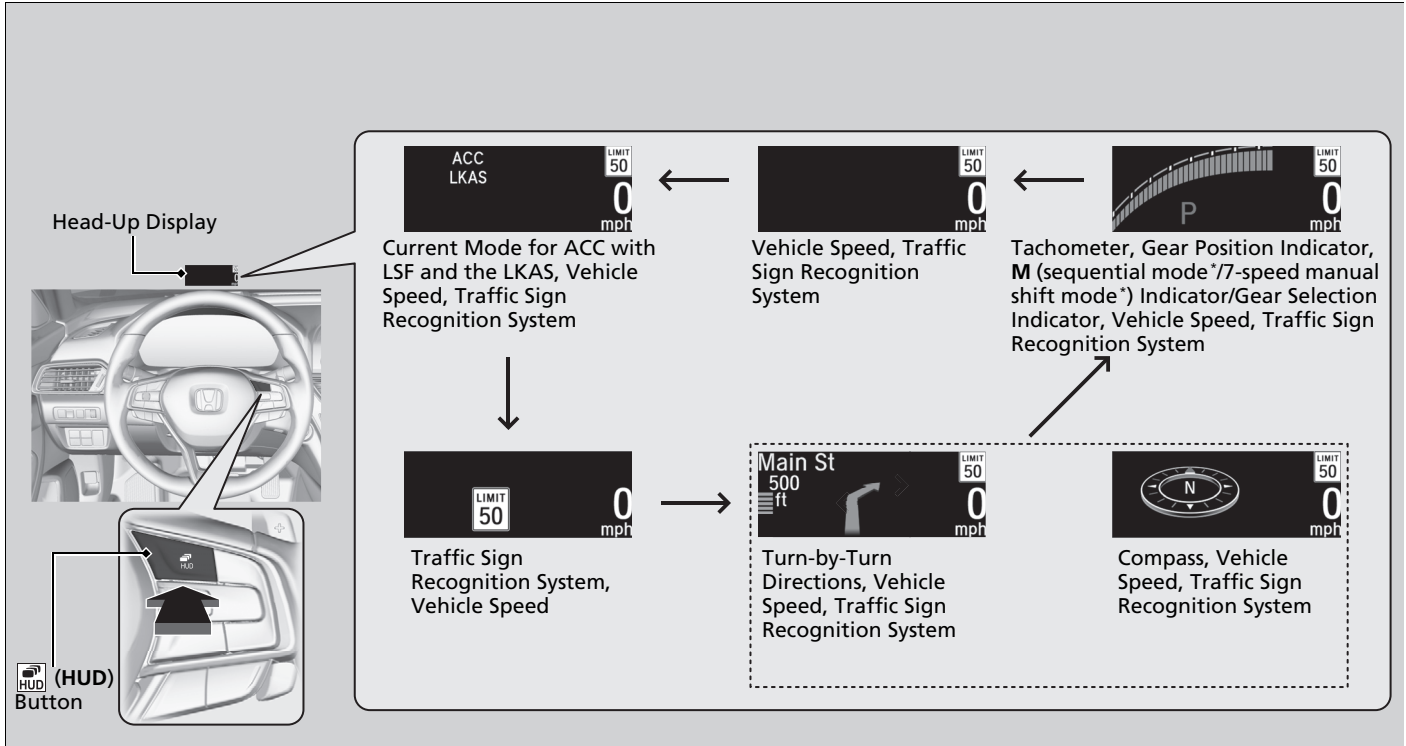 Head-Up Display
HUD
HUD
(HUD)
Button
ACC
LKAS
LIMIT
50
0
mph
Current Mode for ACC with
LSF and the LKAS, Vehicle
Speed, Traffic Sign
Recognition System
LIMIT
50
0
mph
Vehicle Speed, Traffic
Sign Recognition
System
P
LIMIT
50
0
mph
Tachometer, Gear Position Indicator,
M (sequential mode*/7-speed manual
shift mode*) Indicator/Gear Selection
Indicator, Vehicle Speed, Traffic Sign
Recognition System
LIMIT
50
0
mph
Traffic Sign
Recognition System,
Vehicle Speed
Main St
500
ft
LIMIT
50
0
mph
Turn-by-Turn
Directions, Vehicle
Speed, Traffic Sign
Recognition System
N
LIMIT
50
0
mph
Compass, Vehicle
Speed, Traffic Sign
Recognition System